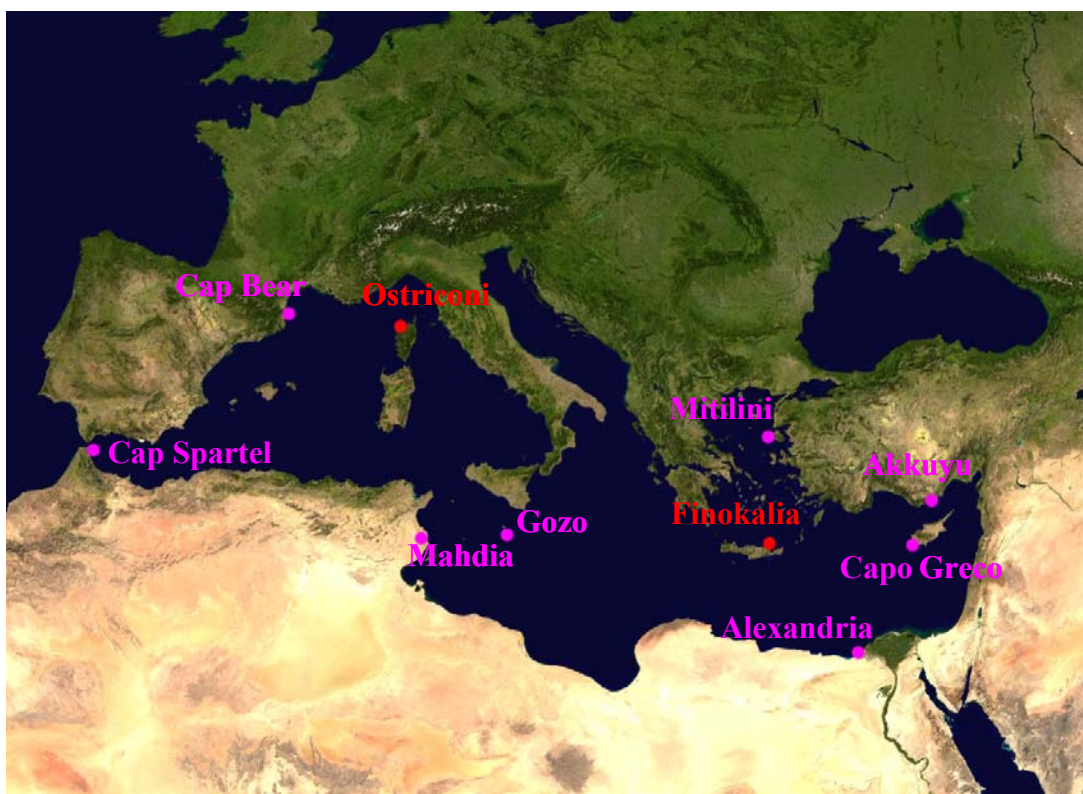 Cap Bear
Ostriconi
Mitilini
Cap Spartel
Akkuyu
Finokalia
Gozo
Mahdia
Capo Greco
Alexandria